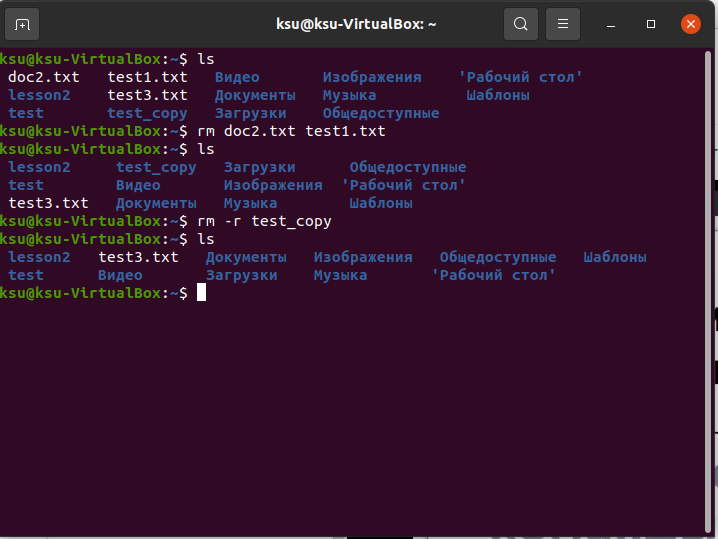 ksu@ksu-VirtualBox: ~
ksu@ksu-VirtualBox:~$ ls
doc2.txt test1.txt Видео Изображения 'Рабочий стол'
lesson2 test3.txt Документы Музыка Шаблоны
test test_copy Загрузки Общедоступные
ksu@ksu-VirtualBox:~$ rm doc2.txt test1.txt
ksu@ksu-VirtualBox:~$ ls
lesson2 test_copy Загрузки Общедоступные
test Видео Изображения 'Рабочий стол'
test3.txt Документы Музыка Шаблоны
ksu@ksu-VirtualBox:~$ rm -r test_copy
ksu@ksu-VirtualBox:~$ ls
lesson2 test3.txt Документы Изображения Общедоступные Шаблоны
test Видео Загрузки Музыка 'Рабочий стол'
ksu@ksu-VirtualBox:~$